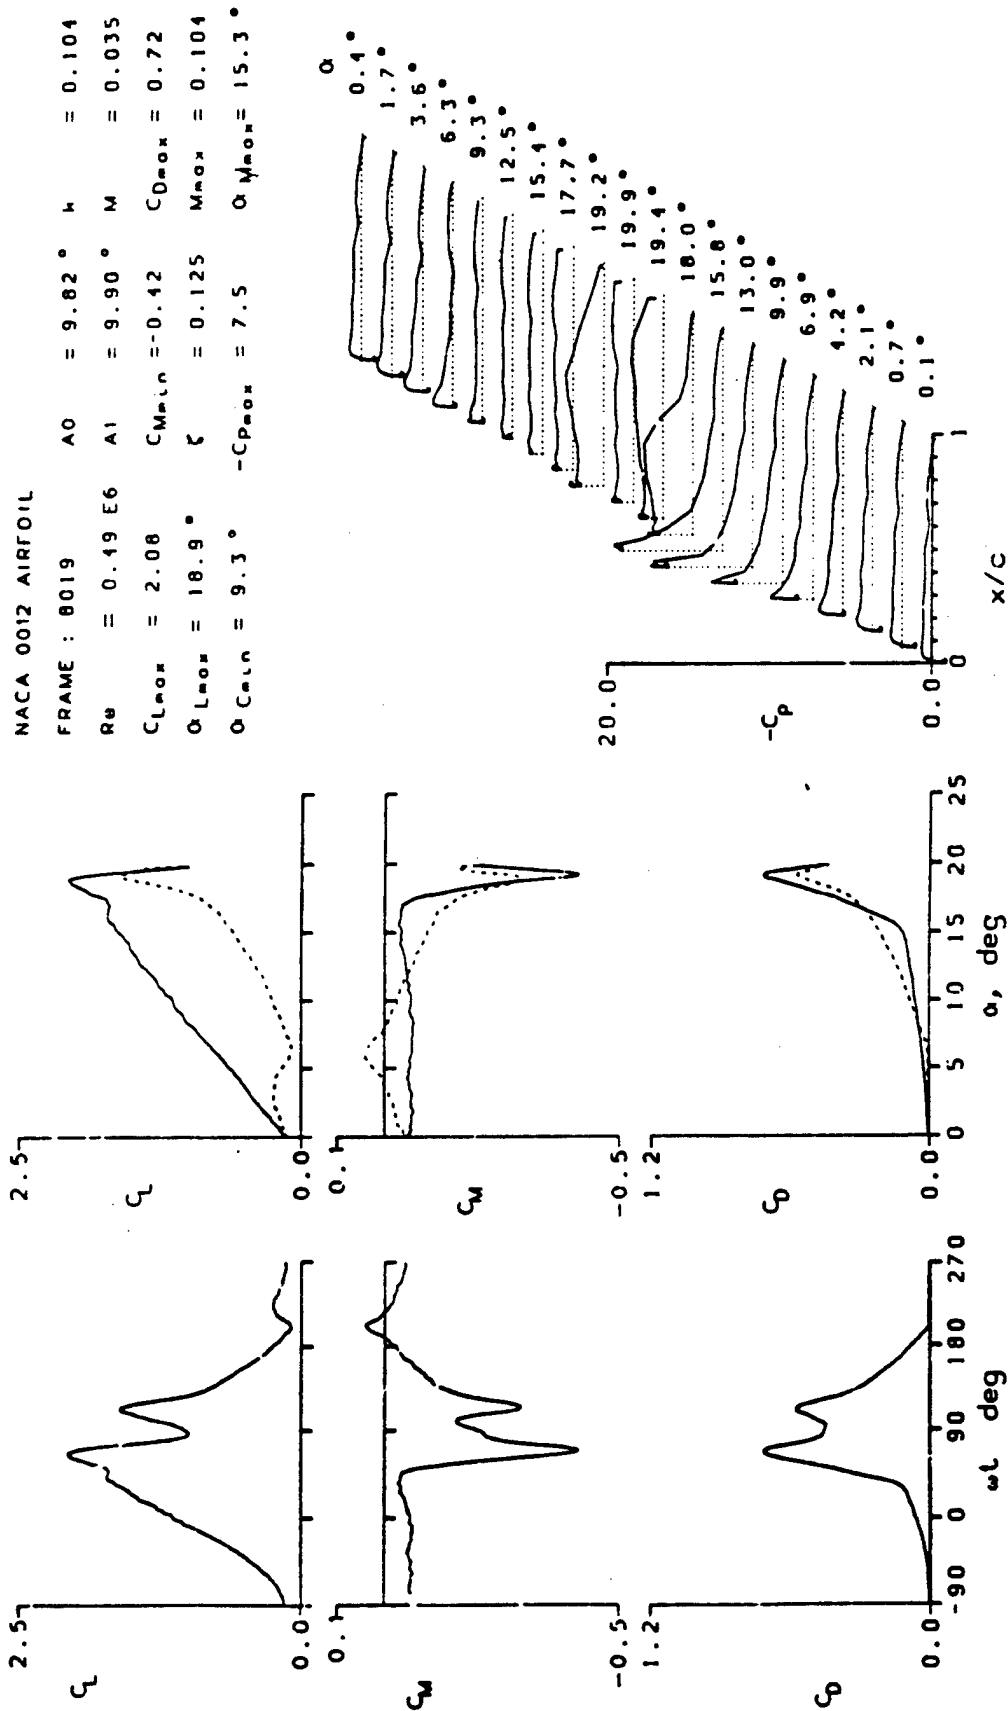 NACA 0012 AIRFOIL
FRAME : 8019 A0 = 9.82° k = 0.104
Re = 0.49 E6 A1 = 9.90° M = 0.035
CLmax = 2.08 CMmin =-0.42 CDmax = 0.72
αLmax = 18.9° ζ = 0.125 Mmax = 0.104
αCmin = 9.3° -CPmax = 7.5 αMmax = 15.3°
2.5
CL
0.0
0.1
CM
-0.5
1.2
CD
0.0
-90 0 90 180 270
ωt deg
2.5
CL
0.0
0.1
CM
-0.5
1.2
CD
0.0
0 5 10 15 20 25
α, deg
20.0
-CP
0.0
0 1
x/c
α
0.4°
1.7°
3.6°
6.3°
9.3°
12.5°
15.4°
17.7°
19.2°
19.9°
19.4°
18.0°
15.8°
13.0°
9.9°
6.9°
4.2°
2.1°
0.7°
0.1°